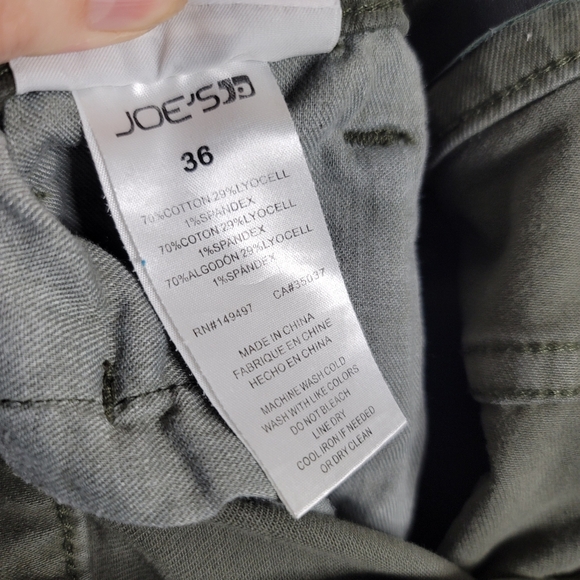 JOE'S
36
70%COTTON 29%LYOCELL
1%SPANDEX
70%COTON 29%LYOCELL
1%SPANDEX
70%ALGODÓN 29%LYOCELL
1%SPANDEX
RN#149497 CA#35037
MADE IN CHINA
FABRIQUE EN CHINE
HECHO EN CHINA
MACHINE WASH COLD
WASH WITH LIKE COLORS
DO NOT BLEACH
LINE DRY
COOL IRON IF NEEDED
OR DRY CLEAN